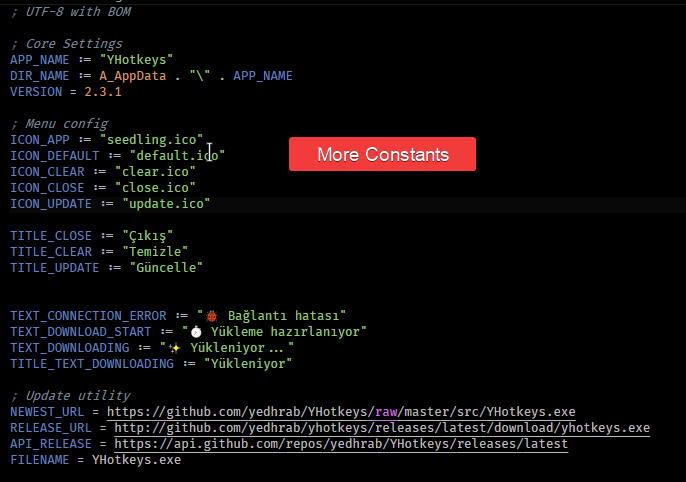 ; UTF-8 with BOM
; Core Settings
APP_NAME := "YHotkeys"
DIR_NAME := A_AppData . "\" . APP_NAME
VERSION = 2.3.1
; Menu config
ICON_APP := "seedling.ico"
ICON_DEFAULT := "default.ico"
More Constants
ICON_CLEAR := "clear.ico"
ICON_CLOSE := "close.ico"
ICON_UPDATE := "update.ico"
TITLE_CLOSE := "Çıkış"
TITLE_CLEAR := "Temizle"
TITLE_UPDATE := "Güncelle"
TEXT_CONNECTION_ERROR := "🐞 Bağlantı hatası"
TEXT_DOWNLOAD_START := "⏱ Yükleme hazırlanıyor"
TEXT_DOWNLOADING := "✨ Yükleniyor..."
TITLE_TEXT_DOWNLOADING := "Yükleniyor"
; Update utility
NEWEST_URL = https://github.com/yedhrab/YHotkeys/raw/master/src/YHotkeys.exe
RELEASE_URL = http://github.com/yedhrab/yhotkeys/releases/latest/download/yhotkeys.exe
API_RELEASE = https://api.github.com/repos/yedhrab/YHotkeys/releases/latest
FILENAME = YHotkeys.exe